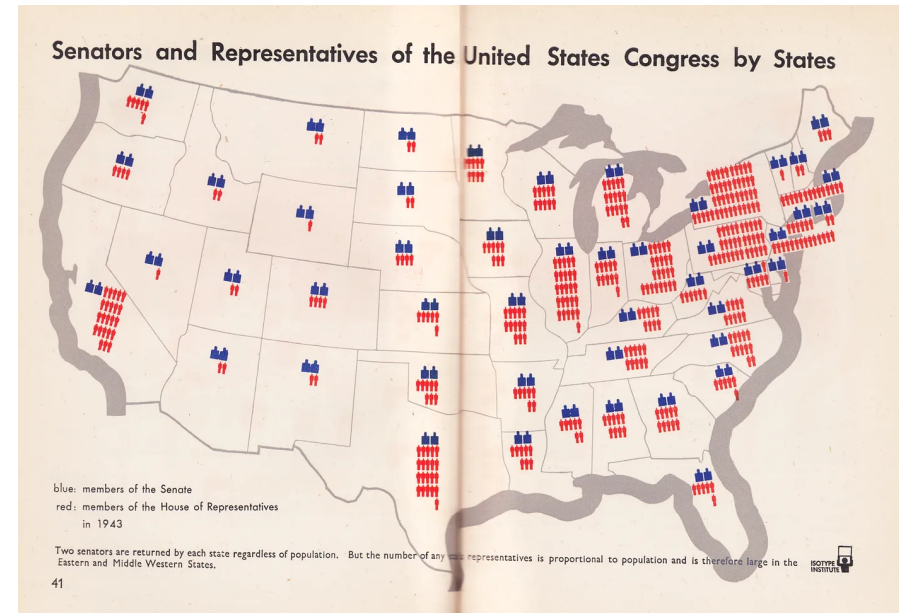 Senators and Representatives of the United States Congress by States
blue: members of the Senate
red: members of the House of Representatives
in 1943
Two senators are returned by each state regardless of population. But the number of any representatives is proportional to population and is therefore large in the
Eastern and Middle Western States.
ISOTYPE
INSTITUTE
41